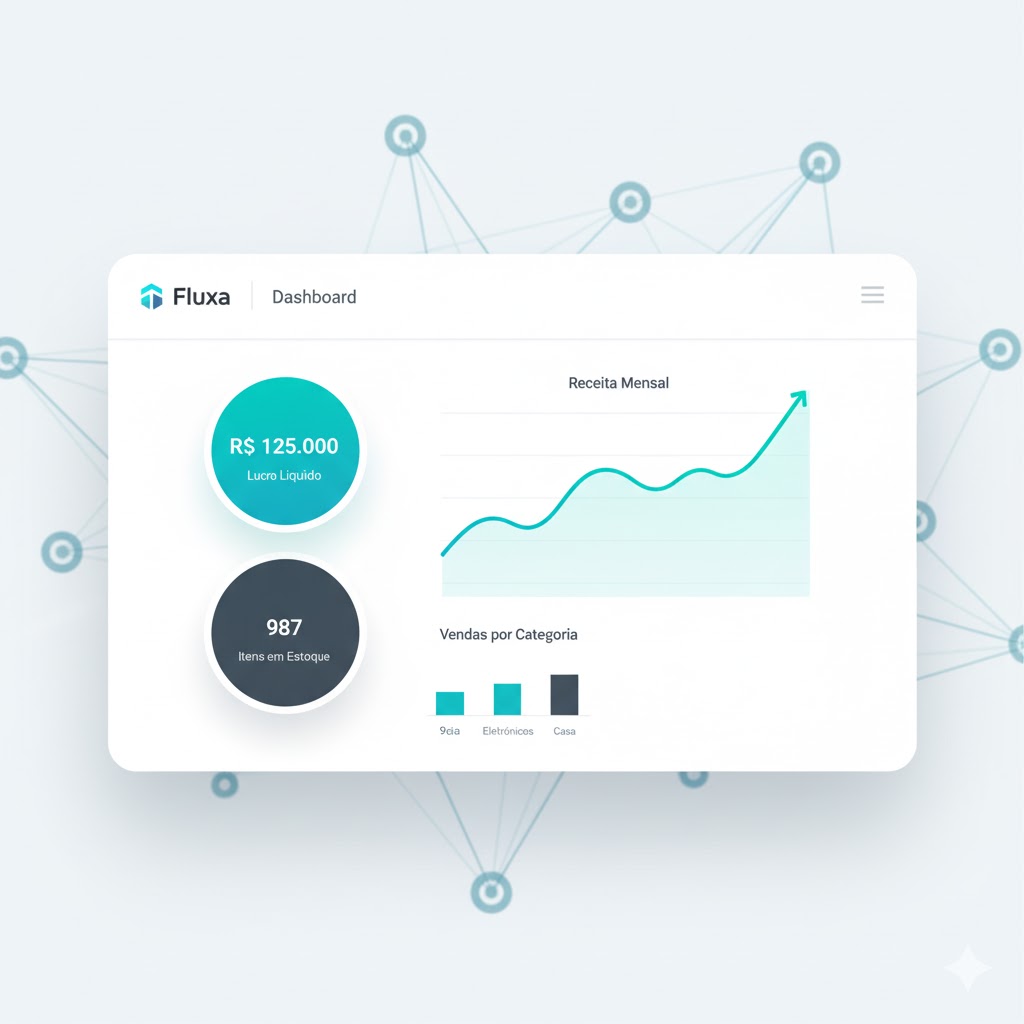 Fluxa
Dashboard
R$ 125.000
Lucro Liquido
987
Itens em Estoque
Receita Mensal
Vendas por Categoria
9cia
Eletrónicos
Casa